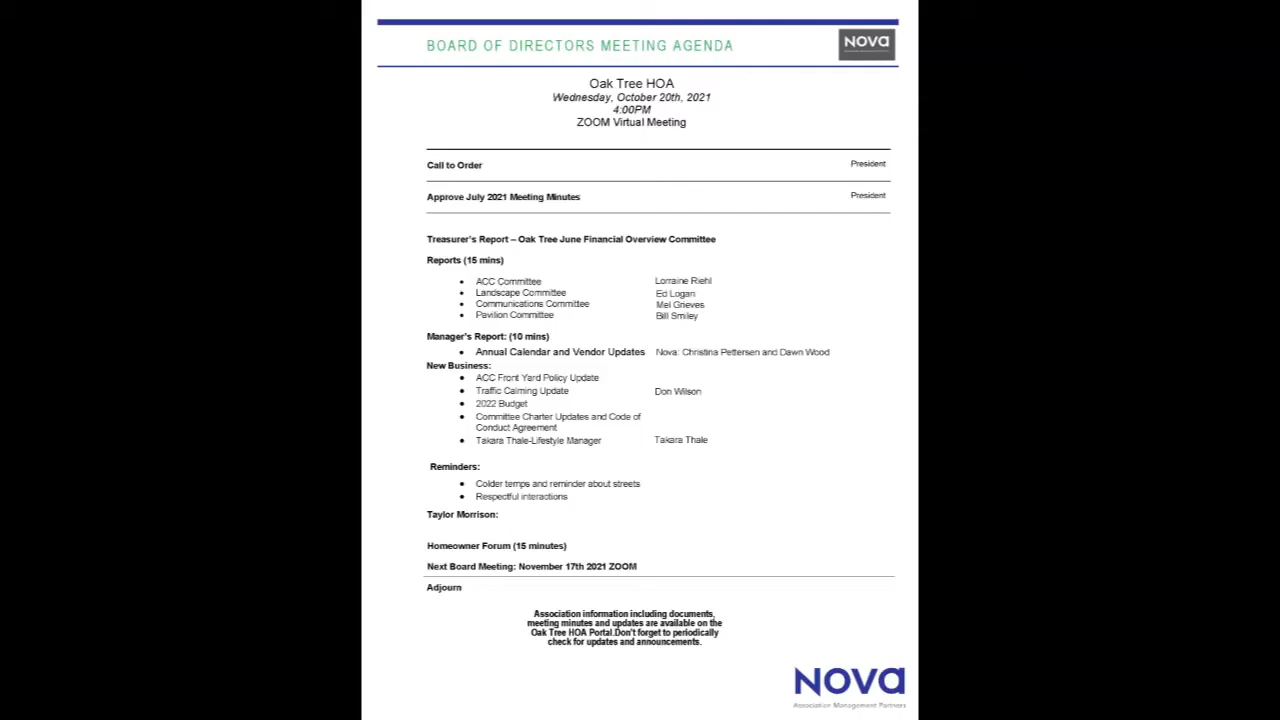 BOARD OF DIRECTORS MEETING AGENDA
NOVA
Oak Tree HOA
Wednesday, October 20th, 2021
4:00PM
ZOOM Virtual Meeting
Call to Order President
Approve July 2021 Meeting Minutes President
Treasurer's Report – Oak Tree June Financial Overview Committee
Reports (15 mins)
• ACC Committee Lorraine Riehl
• Landscape Committee Ed Logan
• Communications Committee Mel Grieves
• Pavilion Committee Bill Smiley
Manager's Report: (10 mins)
• Annual Calendar and Vendor Updates Nova: Christina Pettersen and Dawn Wood
New Business:
• ACC Front Yard Policy Update
• Traffic Calming Update Don Wilson
• 2022 Budget
• Committee Charter Updates and Code of
Conduct Agreement
• Takara Thale-Lifestyle Manager Takara Thale
Reminders:
• Colder temps and reminder about streets
• Respectful interactions
Taylor Morrison:
Homeowner Forum (15 minutes)
Next Board Meeting: November 17th 2021 ZOOM
Adjourn
Association information including documents,
meeting minutes and updates are available on the
Oak Tree HOA Portal.Don't forget to periodically
check for updates and announcements.
NOVA
Association Management Partners